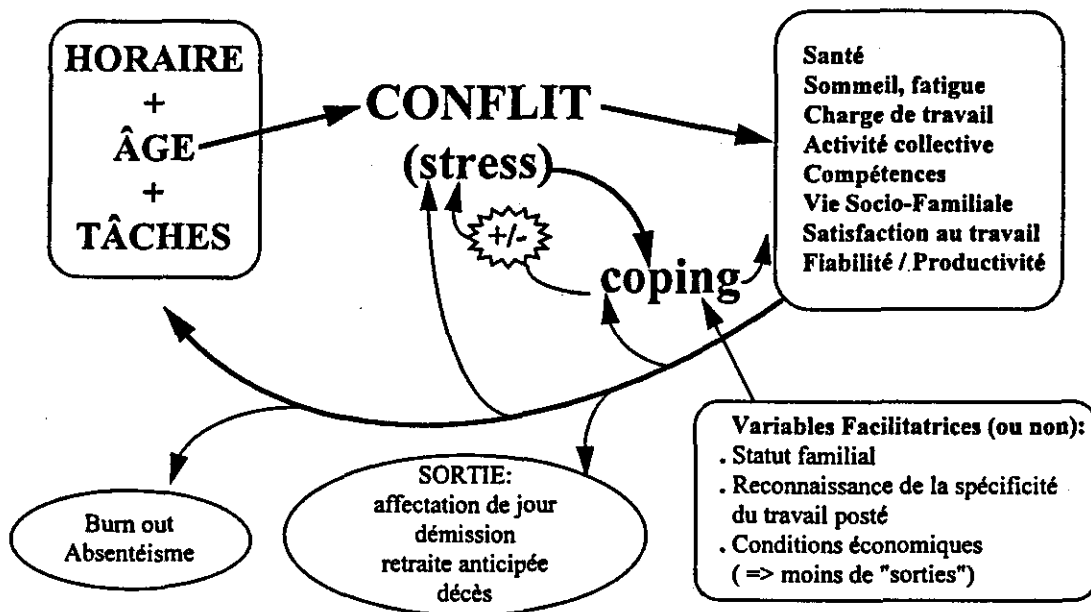 HORAIRE
+
ÂGE
+
TÂCHES
CONFLIT
(stress)
+/-
coping
Santé
Sommeil, fatigue
Charge de travail
Activité collective
Compétences
Vie Socio-Familiale
Satisfaction au travail
Fiabilité / Productivité
Burn out
Absentéisme
SORTIE:
affectation de jour
démission
retraite anticipée
décès
Variables Facilitatrices (ou non):
. Statut familial
. Reconnaissance de la spécificité
du travail posté
. Conditions économiques
( => moins de "sorties")